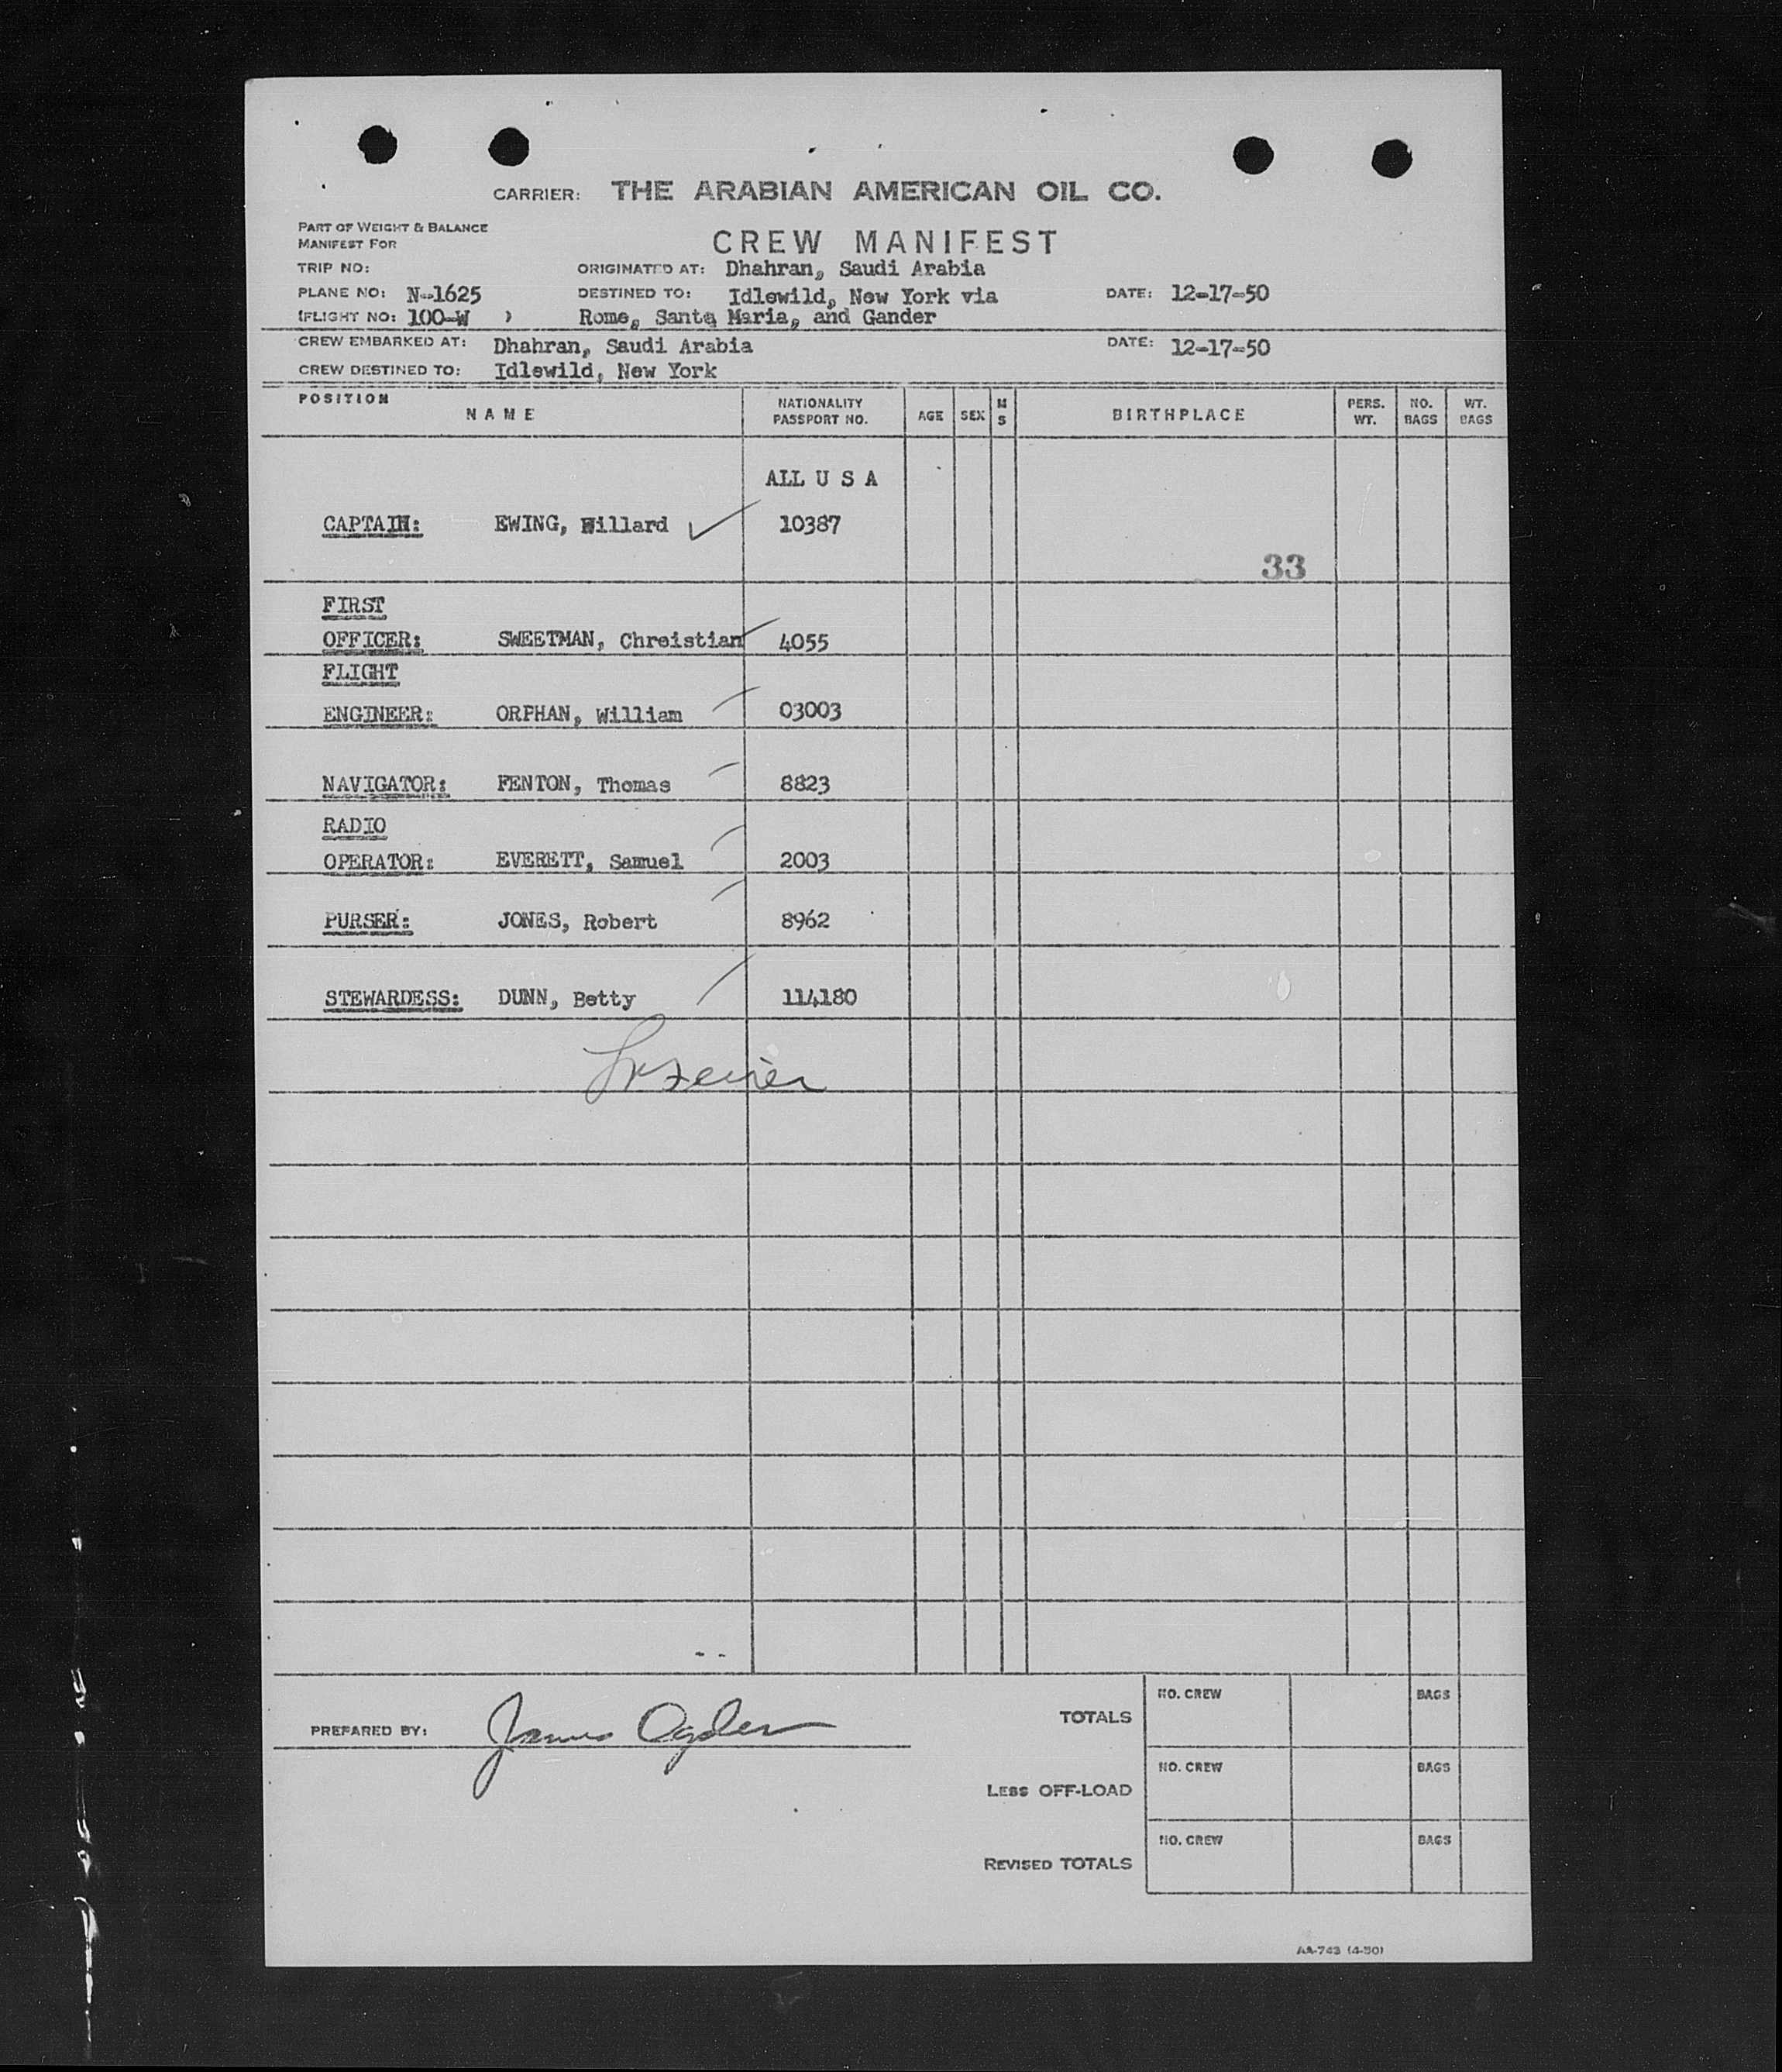 CARRIER: THE ARABIAN AMERICAN OIL CO.
PART OF WEIGHT & BALANCE
MANIFEST FOR
CREW MANIFEST
TRIP NO: ORIGINATED AT: Dhahran, Saudi Arabia
PLANE NO: N-1625 DESTINED TO: Idlewild, New York via DATE: 12-17-50
(FLIGHT NO: 100-W ) Rome, Santa Maria, and Gander
CREW EMBARKED AT: Dhahran, Saudi Arabia DATE: 12-17-50
CREW DESTINED TO: Idlewild, New York
POSITION NAME NATIONALITY PASSPORT NO. AGE SEX M S BIRTHPLACE PERS. WT. NO. BAGS WT. BAGS
ALL U S A
CAPTAIN: EWING, Willard 10387
33
FIRST
OFFICER: SWEETMAN, Chreistian 4055
FLIGHT
ENGINEER: ORPHAN, William 03003
NAVIGATOR: FENTON, Thomas 8823
RADIO
OPERATOR: EVERETT, Samuel 2003
PURSER: JONES, Robert 8962
STEWARDESS: DUNN, Betty 114180
PREPARED BY: James Ogden
TOTALS NO. CREW BAGS
LESS OFF-LOAD NO. CREW BAGS
REVISED TOTALS NO. CREW BAGS
AA-743 (4-50)